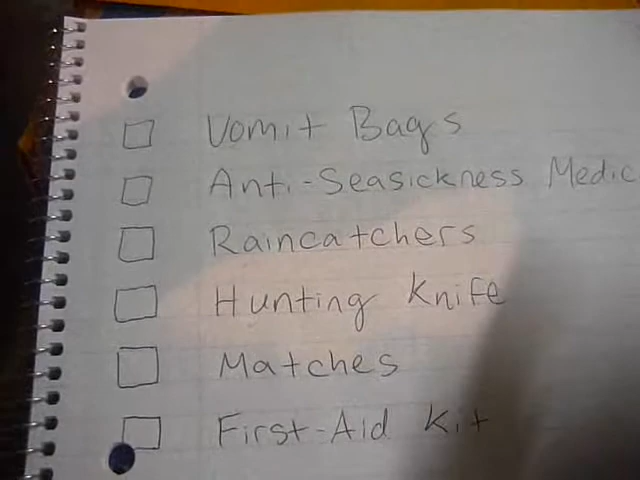 Vomit Bags
Anti-Seasickness Medic
Raincatchers
Hunting Knife
Matches
First-Aid Kit